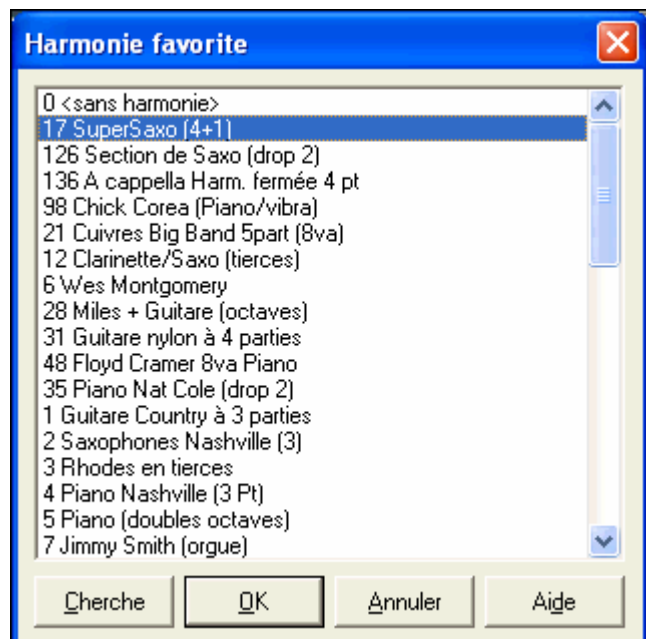 Harmonie favorite
0 <sans harmonie>
17 SuperSaxo (4+1)
126 Section de Saxo (drop 2)
136 A cappella Harm. fermée 4 pt
98 Chick Corea (Piano/vibra)
21 Cuivres Big Band 5part (8va)
12 Clarinette/Saxo (tierces)
6 Wes Montgomery
28 Miles + Guitare (octaves)
31 Guitare nylon à 4 parties
48 Floyd Cramer 8va Piano
35 Piano Nat Cole (drop 2)
1 Guitare Country à 3 parties
2 Saxophones Nashville (3)
3 Rhodes en tierces
4 Piano Nashville (3 Pt)
5 Piano (doubles octaves)
7 Jimmy Smith (orgue)
Cherche OK Annuler Aide